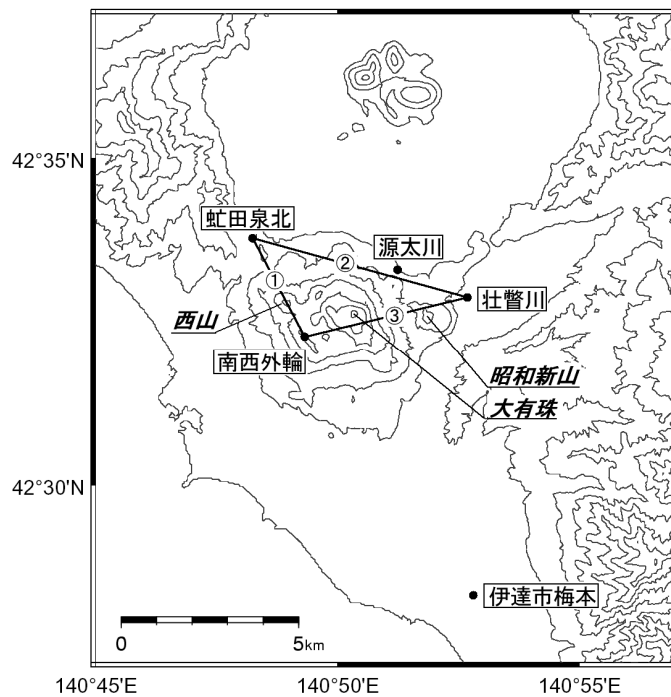 42°35'N
虻田泉北
源太川
②
①
壮瞥川
西山
③
南西外輪
昭和新山
大有珠
42°30'N
伊達市梅本
0 5km
140°45'E 140°50'E 140°55'E